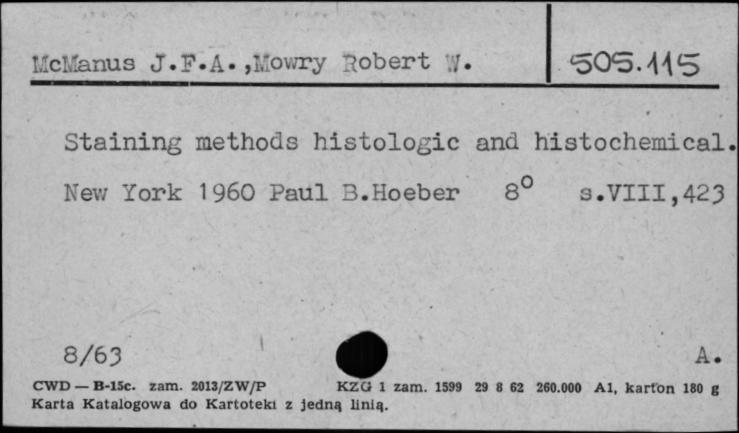 McManus J.F.A.,Mowry Robert W.
505.115
Staining methods histologic and histochemical.
New York 1960 Paul B.Hoeber 8° s.VIII,423
8/63
A.
CWD — B-15c. zam. 2013/ZW/P KZG 1 zam. 1599 29 8 62 260.000 A1, karton 180 g
Karta Katalogowa do Kartoteki z jedną linią.